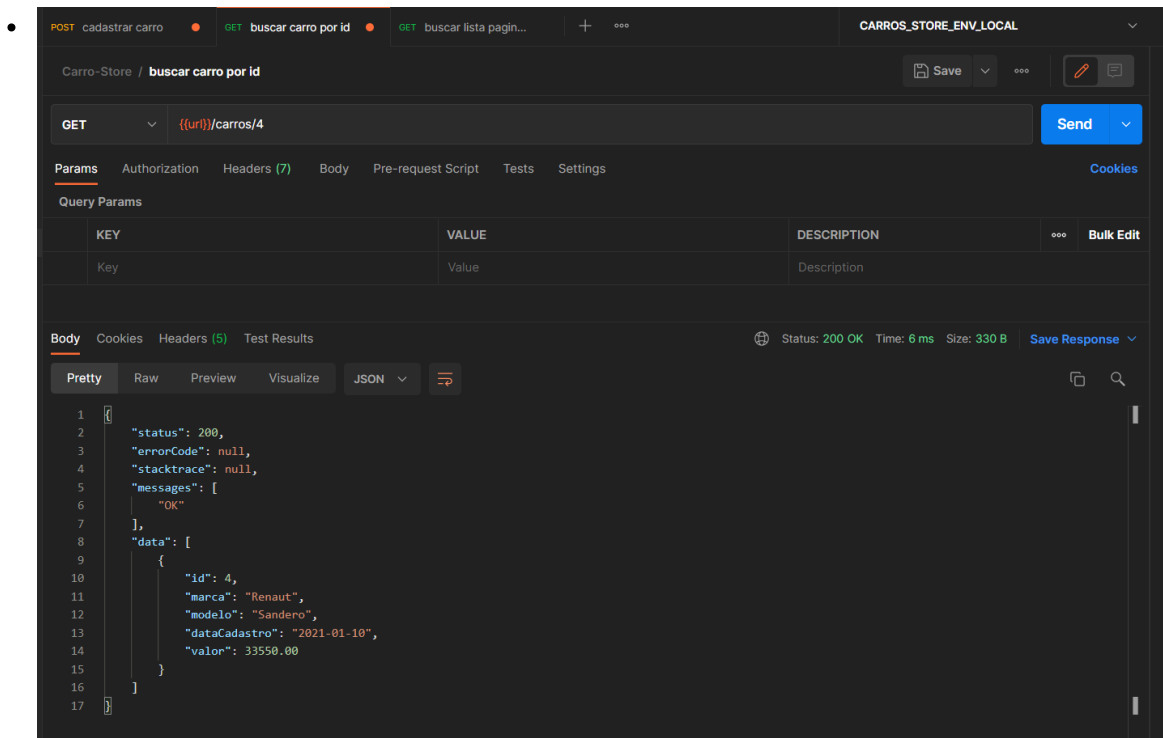 POST cadastrar carro GET buscar carro por id GET buscar lista pagin... CARROS_STORE_ENV_LOCAL
Carro-Store / buscar carro por id Save
GET {{url}}/carros/4 Send
Params Authorization Headers (7) Body Pre-request Script Tests Settings Cookies
Query Params
KEY VALUE DESCRIPTION Bulk Edit
Key Value Description
Body Cookies Headers (5) Test Results Status: 200 OK Time: 6 ms Size: 330 B Save Response
Pretty Raw Preview Visualize JSON
1 {
2 "status": 200,
3 "errorCode": null,
4 "stacktrace": null,
5 "messages": [
6 "OK"
7 ],
8 "data": [
9 {
10 "id": 4,
11 "marca": "Renaut",
12 "modelo": "Sandero",
13 "dataCadastro": "2021-01-10",
14 "valor": 33550.00
15 }
16 ]
17 }